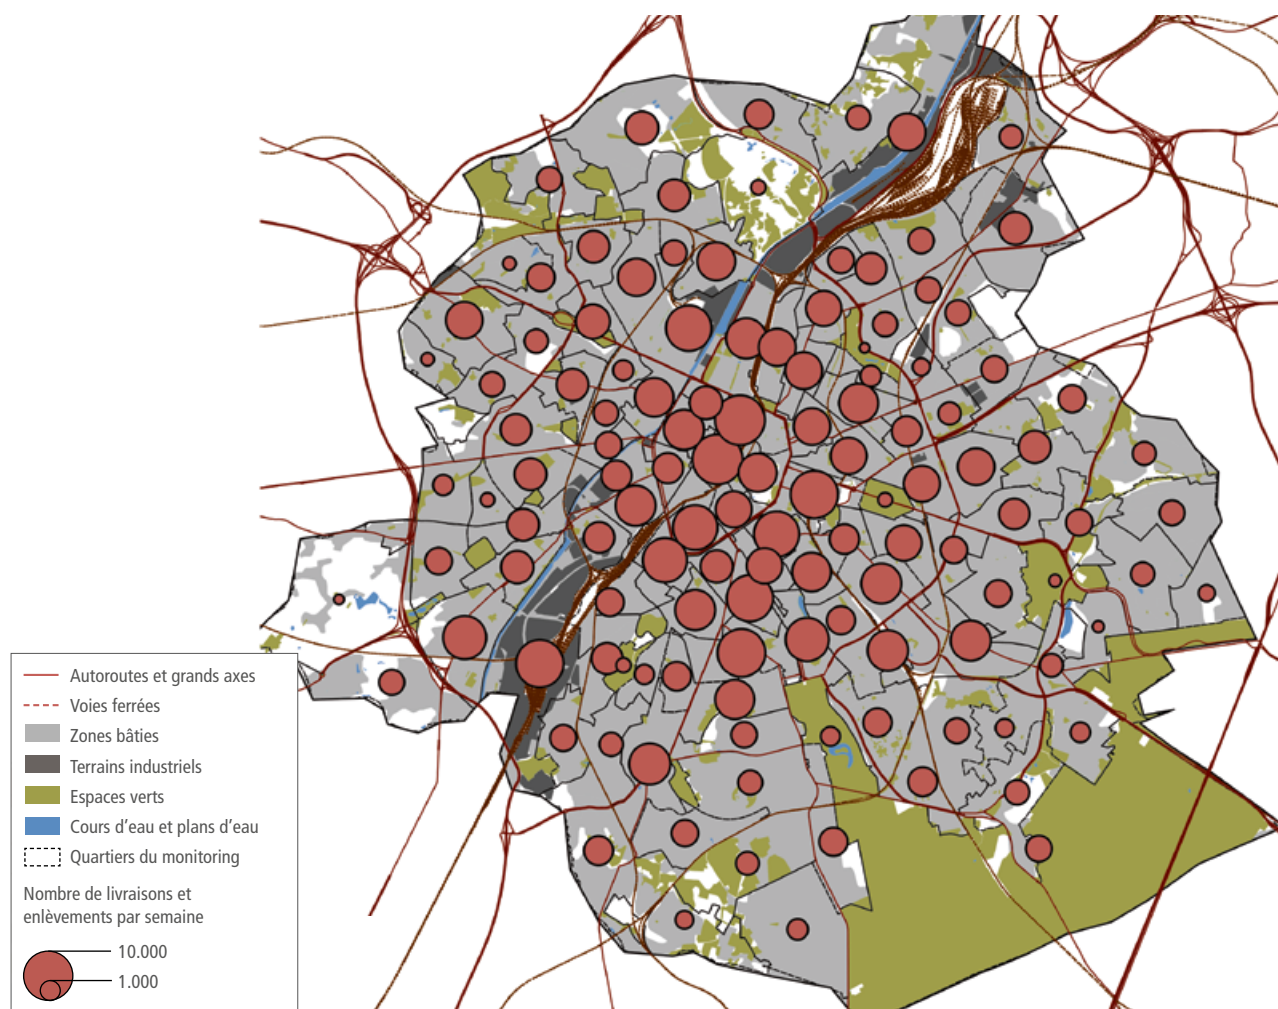 Autoroutes et grands axes
Voies ferrées
Zones bâties
Terrains industriels
Espaces verts
Cours d’eau et plans d’eau
Quartiers du monitoring
Nombre de livraisons et
enlèvements par semaine
10.000
1.000